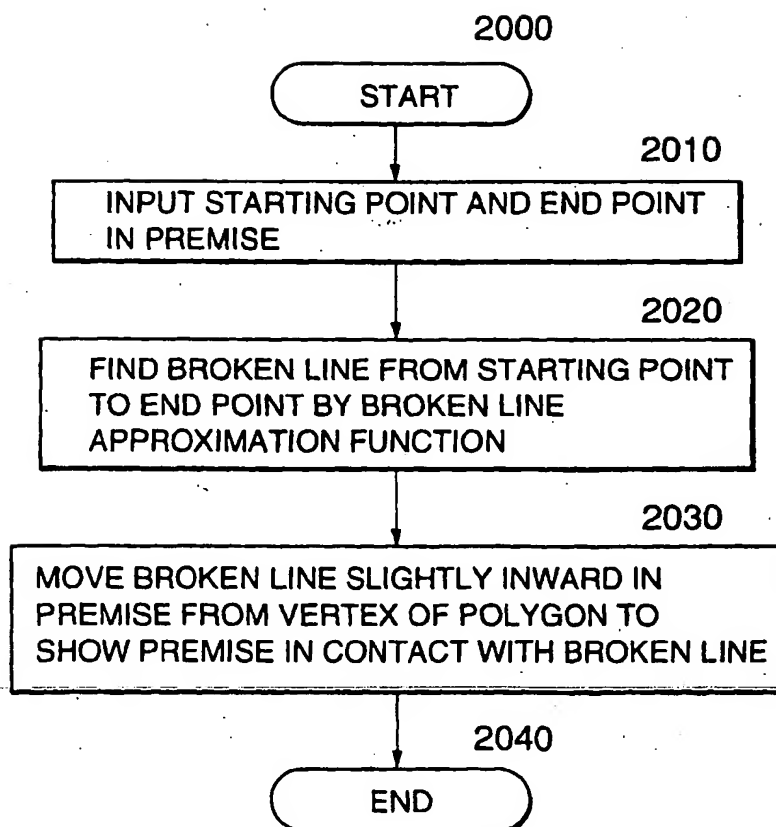 2000
START
2010
INPUT STARTING POINT AND END POINT
IN PREMISE
2020
FIND BROKEN LINE FROM STARTING POINT
TO END POINT BY BROKEN LINE
APPROXIMATION FUNCTION
2030
MOVE BROKEN LINE SLIGHTLY INWARD IN
PREMISE FROM VERTEX OF POLYGON TO
SHOW PREMISE IN CONTACT WITH BROKEN LINE
2040
END